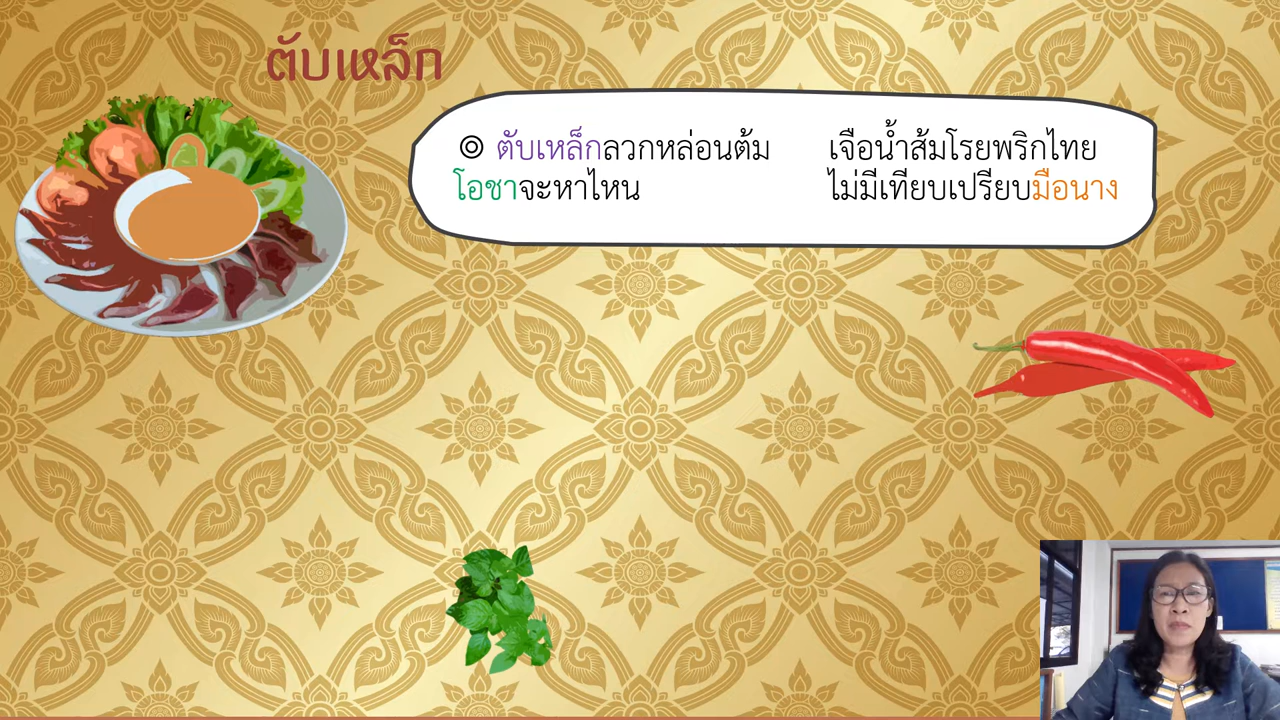 ตับเหล็ก
๏ ตับเหล็กลวกหล่อนต้ม เจือน้ำส้มโรยพริกไทย
โอชาจะหาไหน ไม่มีเทียบเปรียบมือนาง